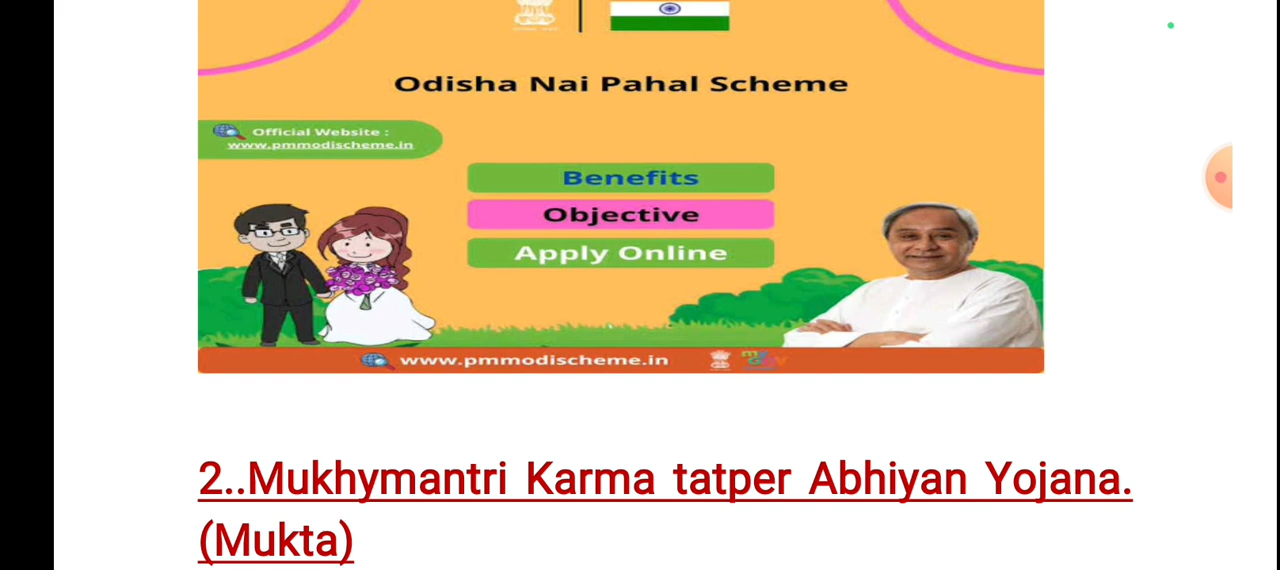 Odisha Nai Pahal Scheme
Official Website :
www.pmmodischeme.in
Benefits
Objective
Apply Online
www.pmmodischeme.in
2..Mukhymantri Karma tatper Abhiyan Yojana.
(Mukta)